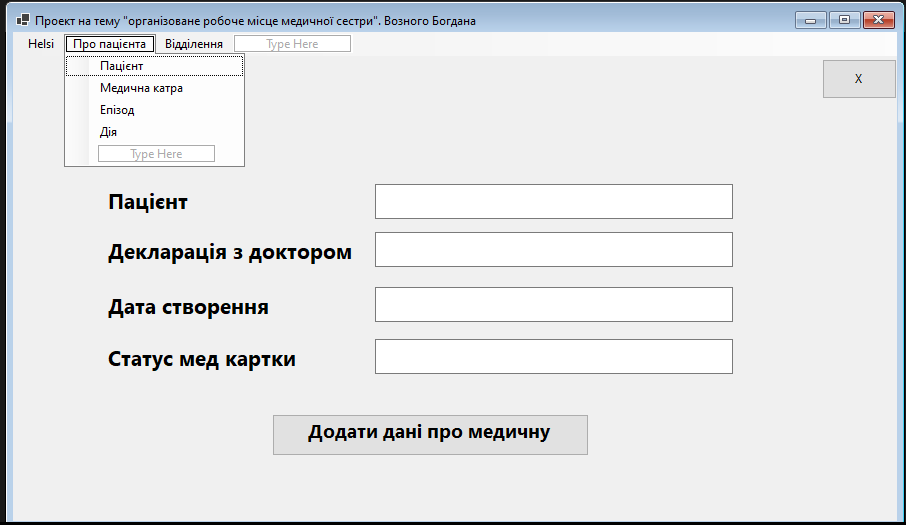 Проект на тему "організоване робоче місце медичної сестри". Возного Богдана
Helsi Про пацієнта Відділення Type Here
Пацієнт
Медична катра
Епізод
Дія
Type Here
X
Пацієнт
Декларація з доктором
Дата створення
Статус мед картки
Додати дані про медичну